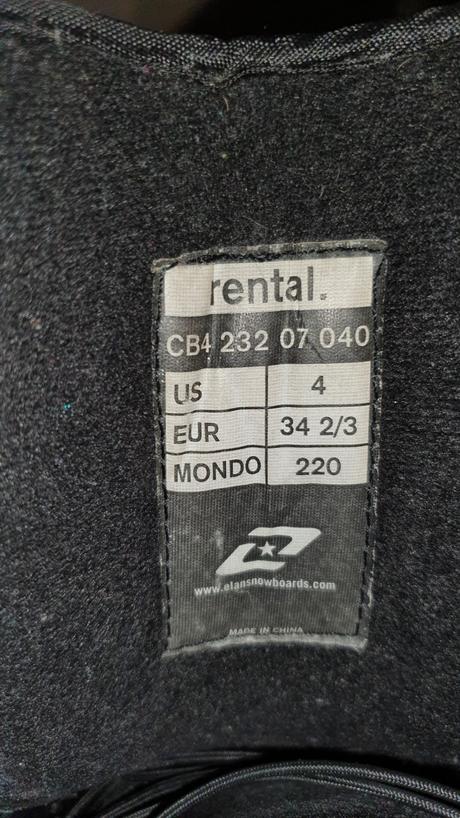 rental.
CB4 232 07 040
US 4
EUR 34 2/3
MONDO 220
www.elansnowboards.com
MADE IN CHINA